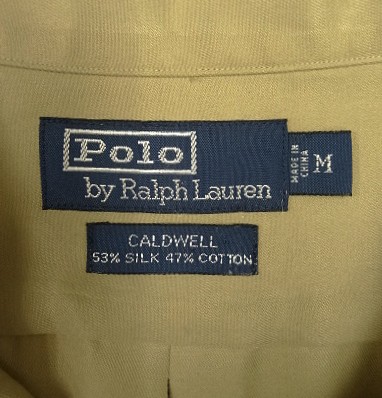 Polo
by Ralph Lauren
MADE IN
CHINA
M
CALDWELL
53% SILK 47% COTTON